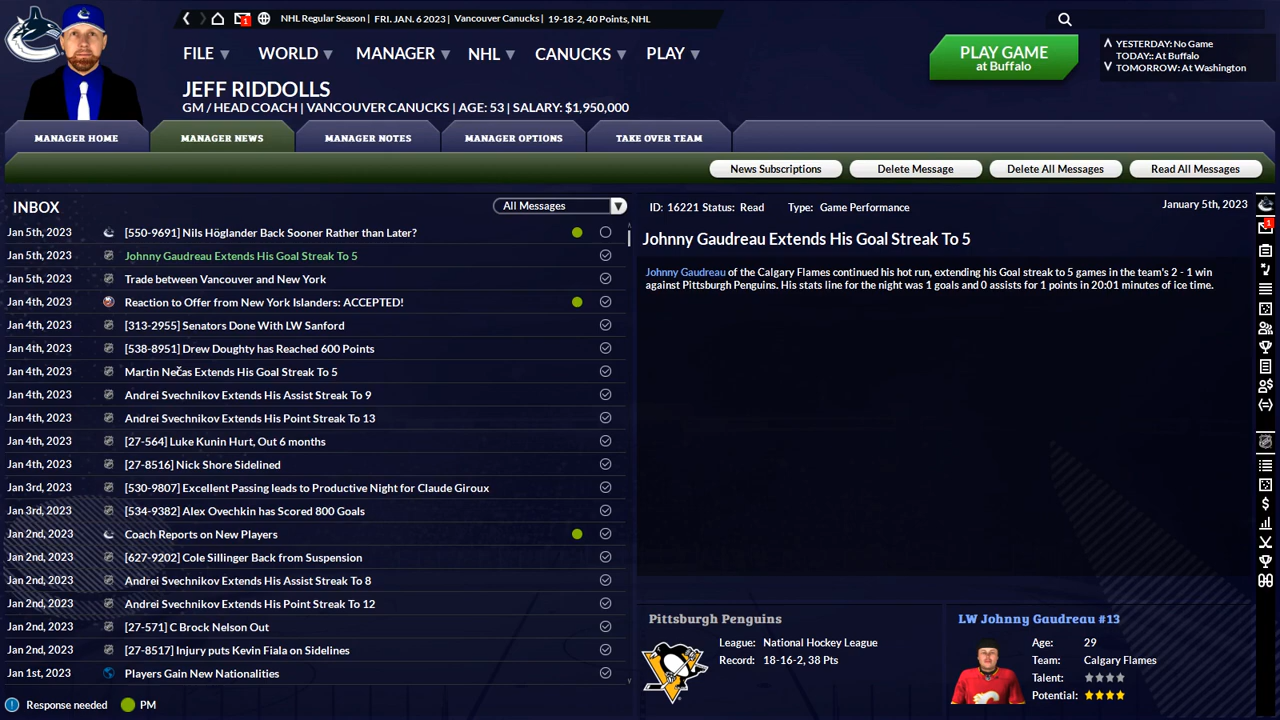 NHL Regular Season | FRI. JAN. 6 2023 | Vancouver Canucks | 19-18-2, 40 Points, NHL
1
FILE WORLD MANAGER NHL CANUCKS PLAY
PLAY GAME
at Buffalo
YESTERDAY: No Game
TODAY:: At Buffalo
TOMORROW: At Washington
JEFF RIDDOLLS
GM / HEAD COACH | VANCOUVER CANUCKS | AGE: 53 | SALARY: $1,950,000
MANAGER HOME MANAGER NEWS MANAGER NOTES MANAGER OPTIONS TAKE OVER TEAM
News Subscriptions Delete Message Delete All Messages Read All Messages
INBOX All Messages
Jan 5th, 2023 [550-9691] Nils Höglander Back Sooner Rather than Later?
Jan 5th, 2023 Johnny Gaudreau Extends His Goal Streak To 5
Jan 5th, 2023 Trade between Vancouver and New York
Jan 4th, 2023 Reaction to Offer from New York Islanders: ACCEPTED!
Jan 4th, 2023 [313-2955] Senators Done With LW Sanford
Jan 4th, 2023 [538-8951] Drew Doughty has Reached 600 Points
Jan 4th, 2023 Martin Necas Extends His Goal Streak To 5
Jan 4th, 2023 Andrei Svechnikov Extends His Assist Streak To 9
Jan 4th, 2023 Andrei Svechnikov Extends His Point Streak To 13
Jan 4th, 2023 [27-564] Luke Kunin Hurt, Out 6 months
Jan 4th, 2023 [27-8516] Nick Shore Sidelined
Jan 3rd, 2023 [530-9807] Excellent Passing leads to Productive Night for Claude Giroux
Jan 3rd, 2023 [534-9382] Alex Ovechkin has Scored 800 Goals
Jan 2nd, 2023 Coach Reports on New Players
Jan 2nd, 2023 [627-9202] Cole Sillinger Back from Suspension
Jan 2nd, 2023 Andrei Svechnikov Extends His Assist Streak To 8
Jan 2nd, 2023 Andrei Svechnikov Extends His Point Streak To 12
Jan 2nd, 2023 [27-571] C Brock Nelson Out
Jan 2nd, 2023 [27-8517] Injury puts Kevin Fiala on Sidelines
Jan 1st, 2023 Players Gain New Nationalities
Response needed PM
ID: 16221 Status: Read Type: Game Performance January 5th, 2023
Johnny Gaudreau Extends His Goal Streak To 5
Johnny Gaudreau of the Calgary Flames continued his hot run, extending his Goal streak to 5 games in the team's 2 - 1 win
against Pittsburgh Penguins. His stats line for the night was 1 goals and 0 assists for 1 points in 20:01 minutes of ice time.
Pittsburgh Penguins
League: National Hockey League
Record: 18-16-2, 38 Pts
LW Johnny Gaudreau #13
Age: 29
Team: Calgary Flames
Talent:
Potential:
1